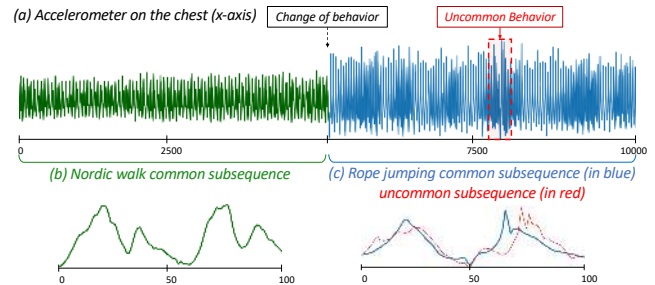 (a) Accelerometer on the chest (x-axis)
Change of behavior
Uncommon Behavior
0
2500
5000
7500
10000
(b) Nordic walk common subsequence
(c) Rope jumping common subsequence (in blue)
uncommon subsequence (in red)
0
50
100
0
50
100